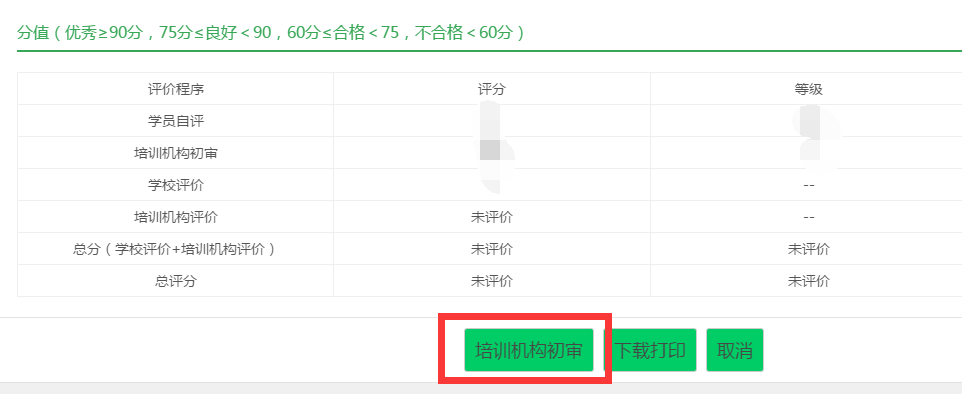 分值（优秀≥90分，75分≤良好＜90，60分≤合格＜75，不合格＜60分）
评价程序 评分 等级
学员自评
培训机构初审
学校评价 --
培训机构评价 未评价 --
总分（学校评价+培训机构评价） 未评价 未评价
总评分 未评价 未评价
培训机构初审 下载打印 取消